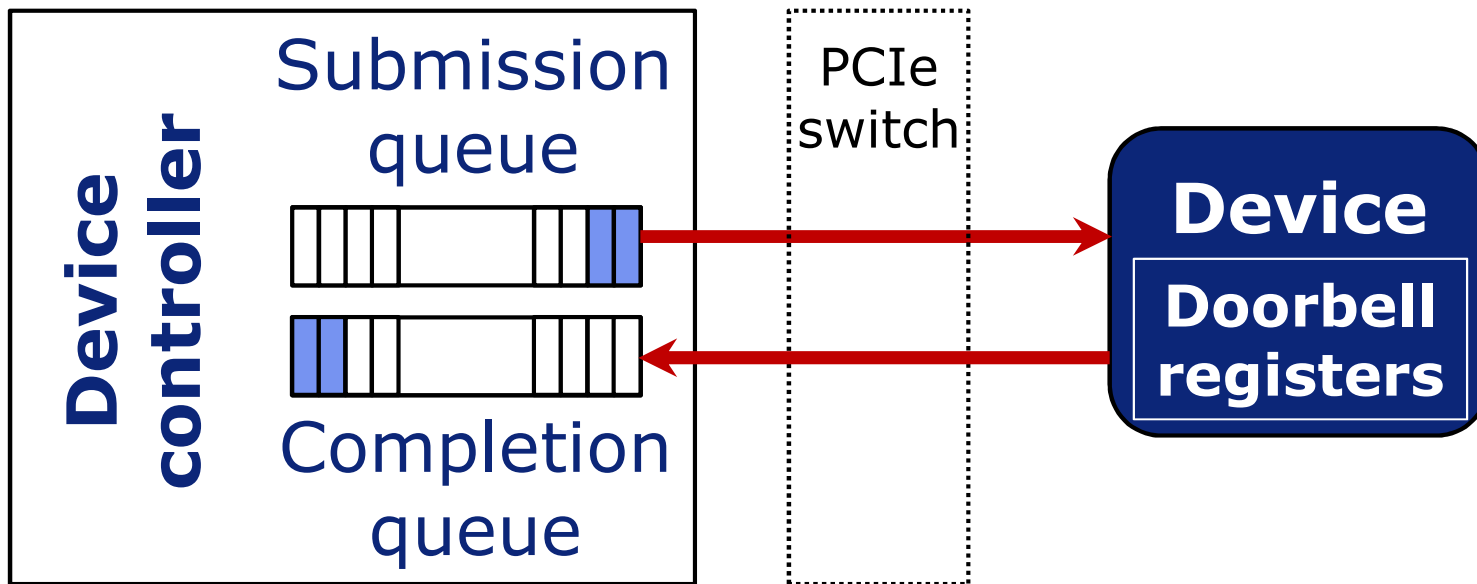 Device
controller
Submission
queue
Completion
queue
PCIe
switch
Device
Doorbell
registers